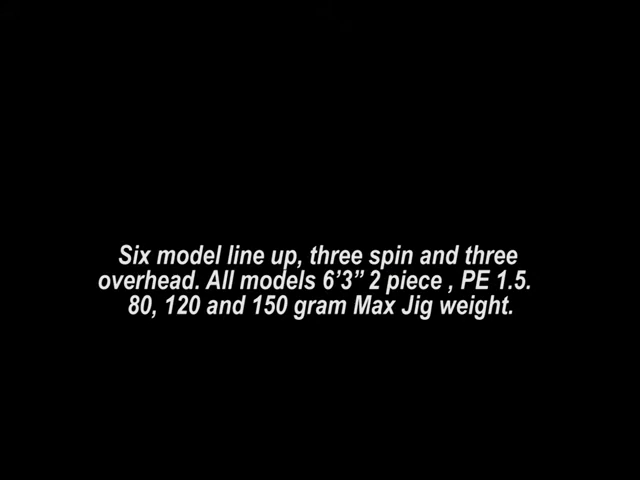 Six model line up, three spin and three
overhead. All models 6’3” 2 piece , PE 1.5.
80, 120 and 150 gram Max Jig weight.